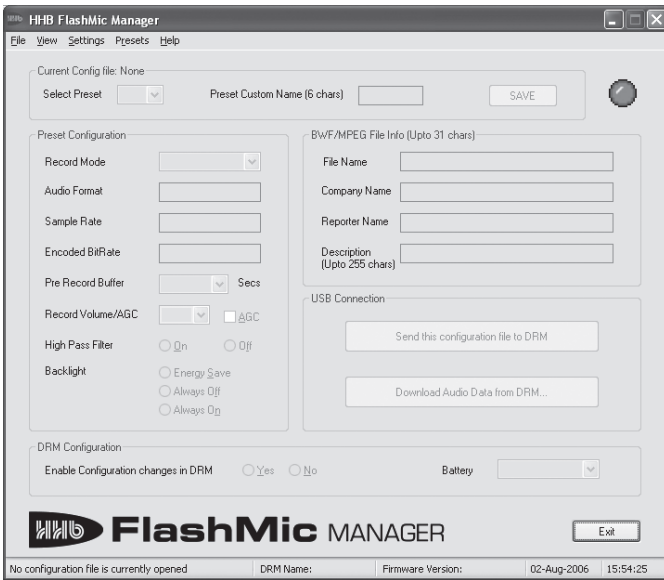 HHB FlashMic Manager
File View Settings Presets Help
Current Config file: None
Select Preset Preset Custom Name (6 chars) SAVE
Preset Configuration
Record Mode
Audio Format
Sample Rate
Encoded BitRate
Pre Record Buffer Secs
Record Volume/AGC AGC
High Pass Filter On Off
Backlight Energy Save
Always Off
Always On
BWF/MPEG File Info (Upto 31 chars)
File Name
Company Name
Reporter Name
Description
(Upto 255 chars)
USB Connection
Send this configuration file to DRM
Download Audio Data from DRM...
DRM Configuration
Enable Configuration changes in DRM Yes No Battery
HHb FlashMic MANAGER
Exit
No configuration file is currently opened DRM Name: Firmware Version: 02-Aug-2006 15:54:25